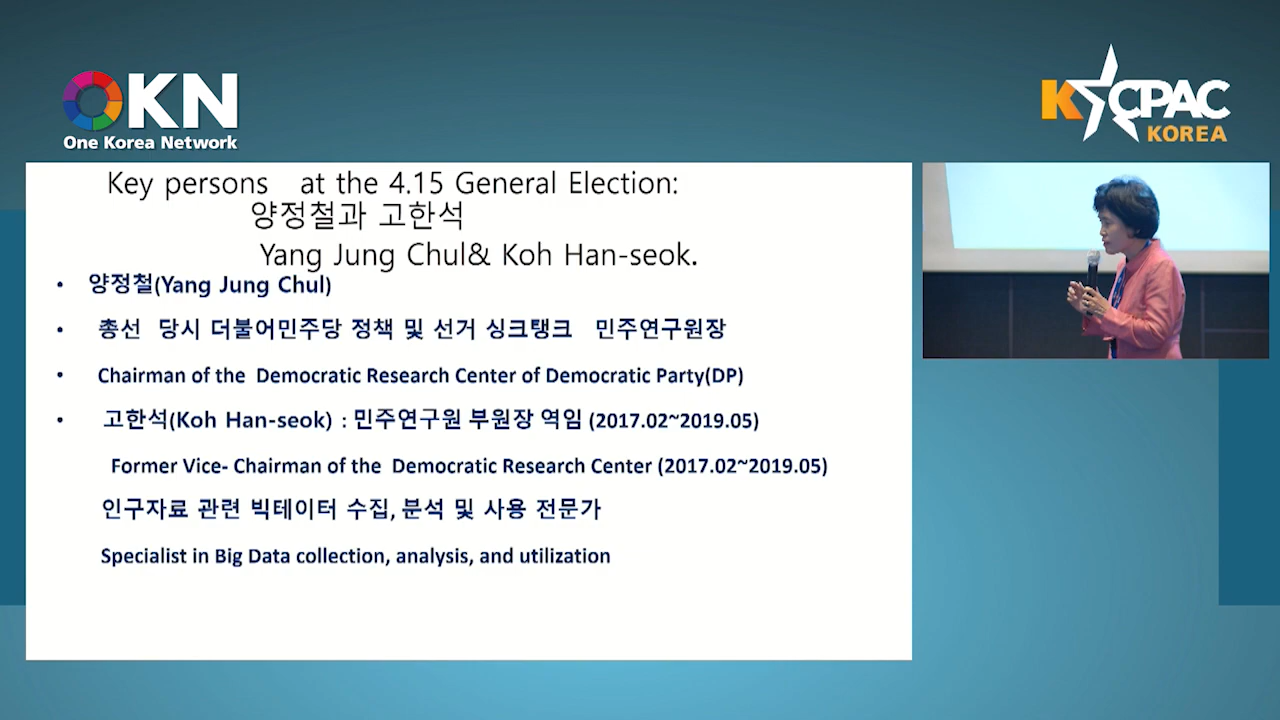 OKN
One Korea Network
K CPAC
KOREA
Key persons at the 4.15 General Election:
양정철과 고한석
Yang Jung Chul& Koh Han-seok.
• 양정철(Yang Jung Chul)
• 총선 당시 더불어민주당 정책 및 선거 싱크탱크 민주연구원장
• Chairman of the Democratic Research Center of Democratic Party(DP)
• 고한석(Koh Han-seok) : 민주연구원 부원장 역임 (2017.02~2019.05)
Former Vice- Chairman of the Democratic Research Center (2017.02~2019.05)
인구자료 관련 빅테이터 수집, 분석 및 사용 전문가
Specialist in Big Data collection, analysis, and utilization